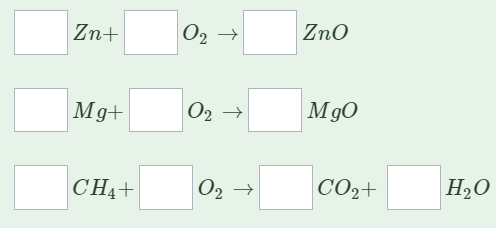 Zn+ O₂ → ZnO
Mg+ O₂ → MgO
CH₄+ O₂ → CO₂+ H₂O